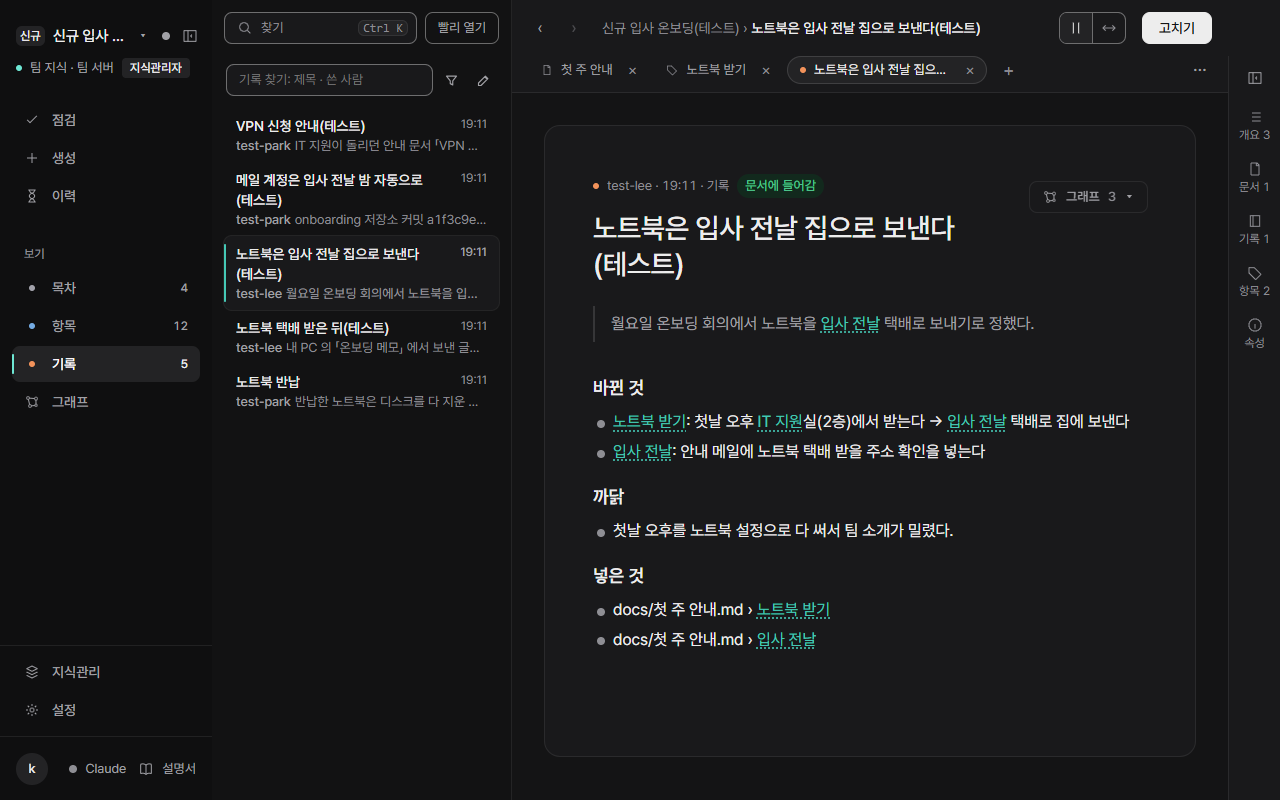 신규 신규 입사 ...
팀 지식 · 팀 서버 지식관리자
점검
생성
이력
보기
목차 4
항목 12
기록 5
그래프
지식관리
설정
k Claude 설명서
찾기 Ctrl K 빨리 열기
기록 찾기: 제목 · 쓴 사람
VPN 신청 안내(테스트) 19:11
test-park IT 지원이 돌리던 안내 문서 「VPN ...
메일 계정은 입사 전날 밤 자동으로 19:11
(테스트)
test-park onboarding 저장소 커밋 a1f3c9e...
노트북은 입사 전날 집으로 보낸다 19:11
(테스트)
test-lee 월요일 온보딩 회의에서 노트북을 입...
노트북 택배 받은 뒤(테스트) 19:11
test-lee 내 PC 의 「온보딩 메모」 에서 보낸 글...
노트북 반납 19:11
test-park 반납한 노트북은 디스크를 다 지운 ...
‹ › 신규 입사 온보딩(테스트) › 노트북은 입사 전날 집으로 보낸다(테스트) 고치기
첫 주 안내 × 노트북 받기 × 노트북은 입사 전날 집으로... × + ...
test-lee · 19:11 · 기록 문서에 들어감
그래프 3
노트북은 입사 전날 집으로 보낸다
(테스트)
월요일 온보딩 회의에서 노트북을 입사 전날 택배로 보내기로 정했다.
바뀐 것
노트북 받기: 첫날 오후 IT 지원실(2층)에서 받는다 → 입사 전날 택배로 집에 보낸다
입사 전날: 안내 메일에 노트북 택배 받을 주소 확인을 넣는다
까닭
첫날 오후를 노트북 설정으로 다 써서 팀 소개가 밀렸다.
넣은 것
docs/첫 주 안내.md › 노트북 받기
docs/첫 주 안내.md › 입사 전날
개요 3
문서 1
기록 1
항목 2
속성